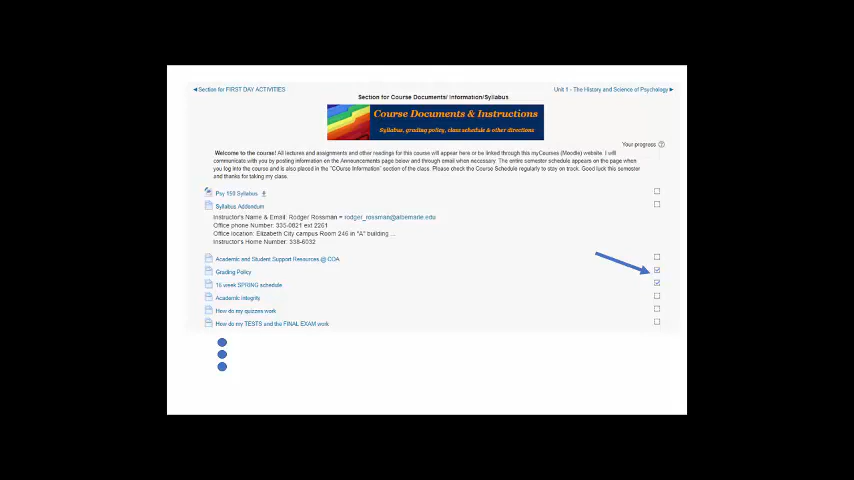 Section for FIRST DAY ACTIVITIES
Unit 1 - The History and Science of Psychology
Section for Course Documents/ Information/Syllabus
Course Documents & Instructions
Syllabus, grading policy, class schedule & other directions
Your progress
Welcome to the course! All lectures and assignments and other readings for this course will appear here or be linked through this myCourses (Moodle) website. I will
communicate with you by posting information on the Announcements page below and through email when necessary. The entire semester schedule appears on the page when
you log into the course and is also placed in the "COurse Information" section of the class. Please check the Course Schedule regularly to stay on track. Good luck this semester
and thanks for taking my class.
Psy 150 Syllabus
Syllabus Addendum
Instructor's Name & Email: Rodger Rossman = rodger_rossman@albemarle.edu
Office phone Number: 335-0821 ext 2261
Office location: Elizabeth City campus Room 246 in "A" building ...
Instructor's Home Number: 338-6032
Academic and Student Support Resources @ COA
Grading Policy
16 week SPRING schedule
Academic Integrity
How do my quizzes work
How do my TESTS and the FINAL EXAM work